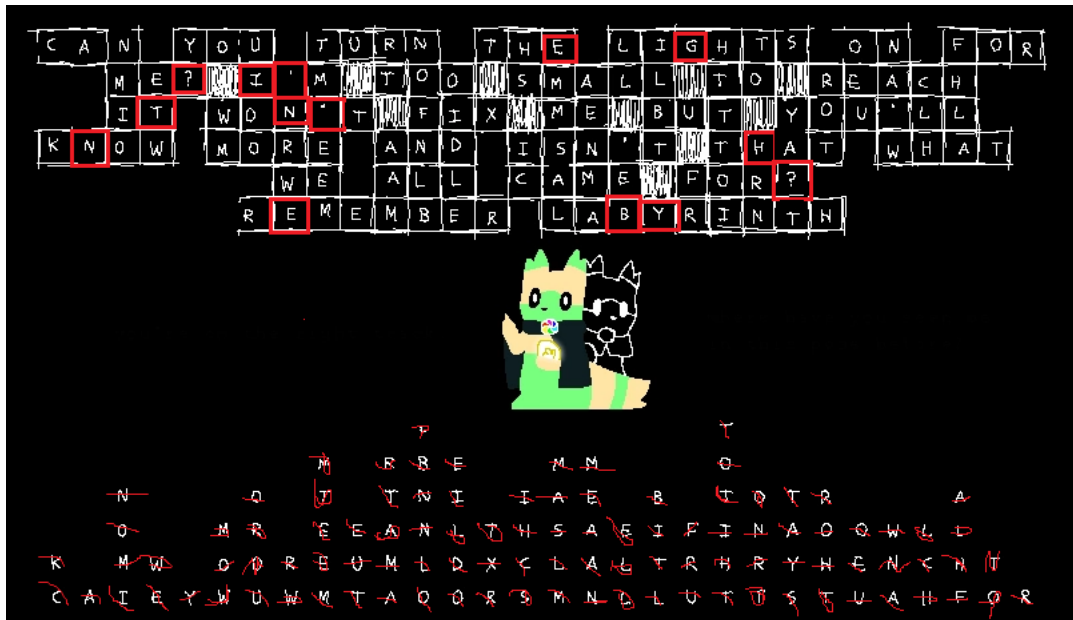 CAN YOU TURN THE LIGHTS ON FOR
ME? I'M TOO SMALL TO REACH
IT WON'T FIX ME BUT YOU'LL
KNOW MORE AND ISN'T THAT WHAT
WE ALL CAME FOR?
REMEMBER LABYRINTH
F T
M R B E M M O
N O T T N I I A E B T O T R A
O M R E E A N L T H S A E I F I N A O O W L L
K M W O O R E U M L D X C L A L T R H R Y H E N C H T
C A I E Y W U W M T A O O R S M N L L U T T S T U A H F O R